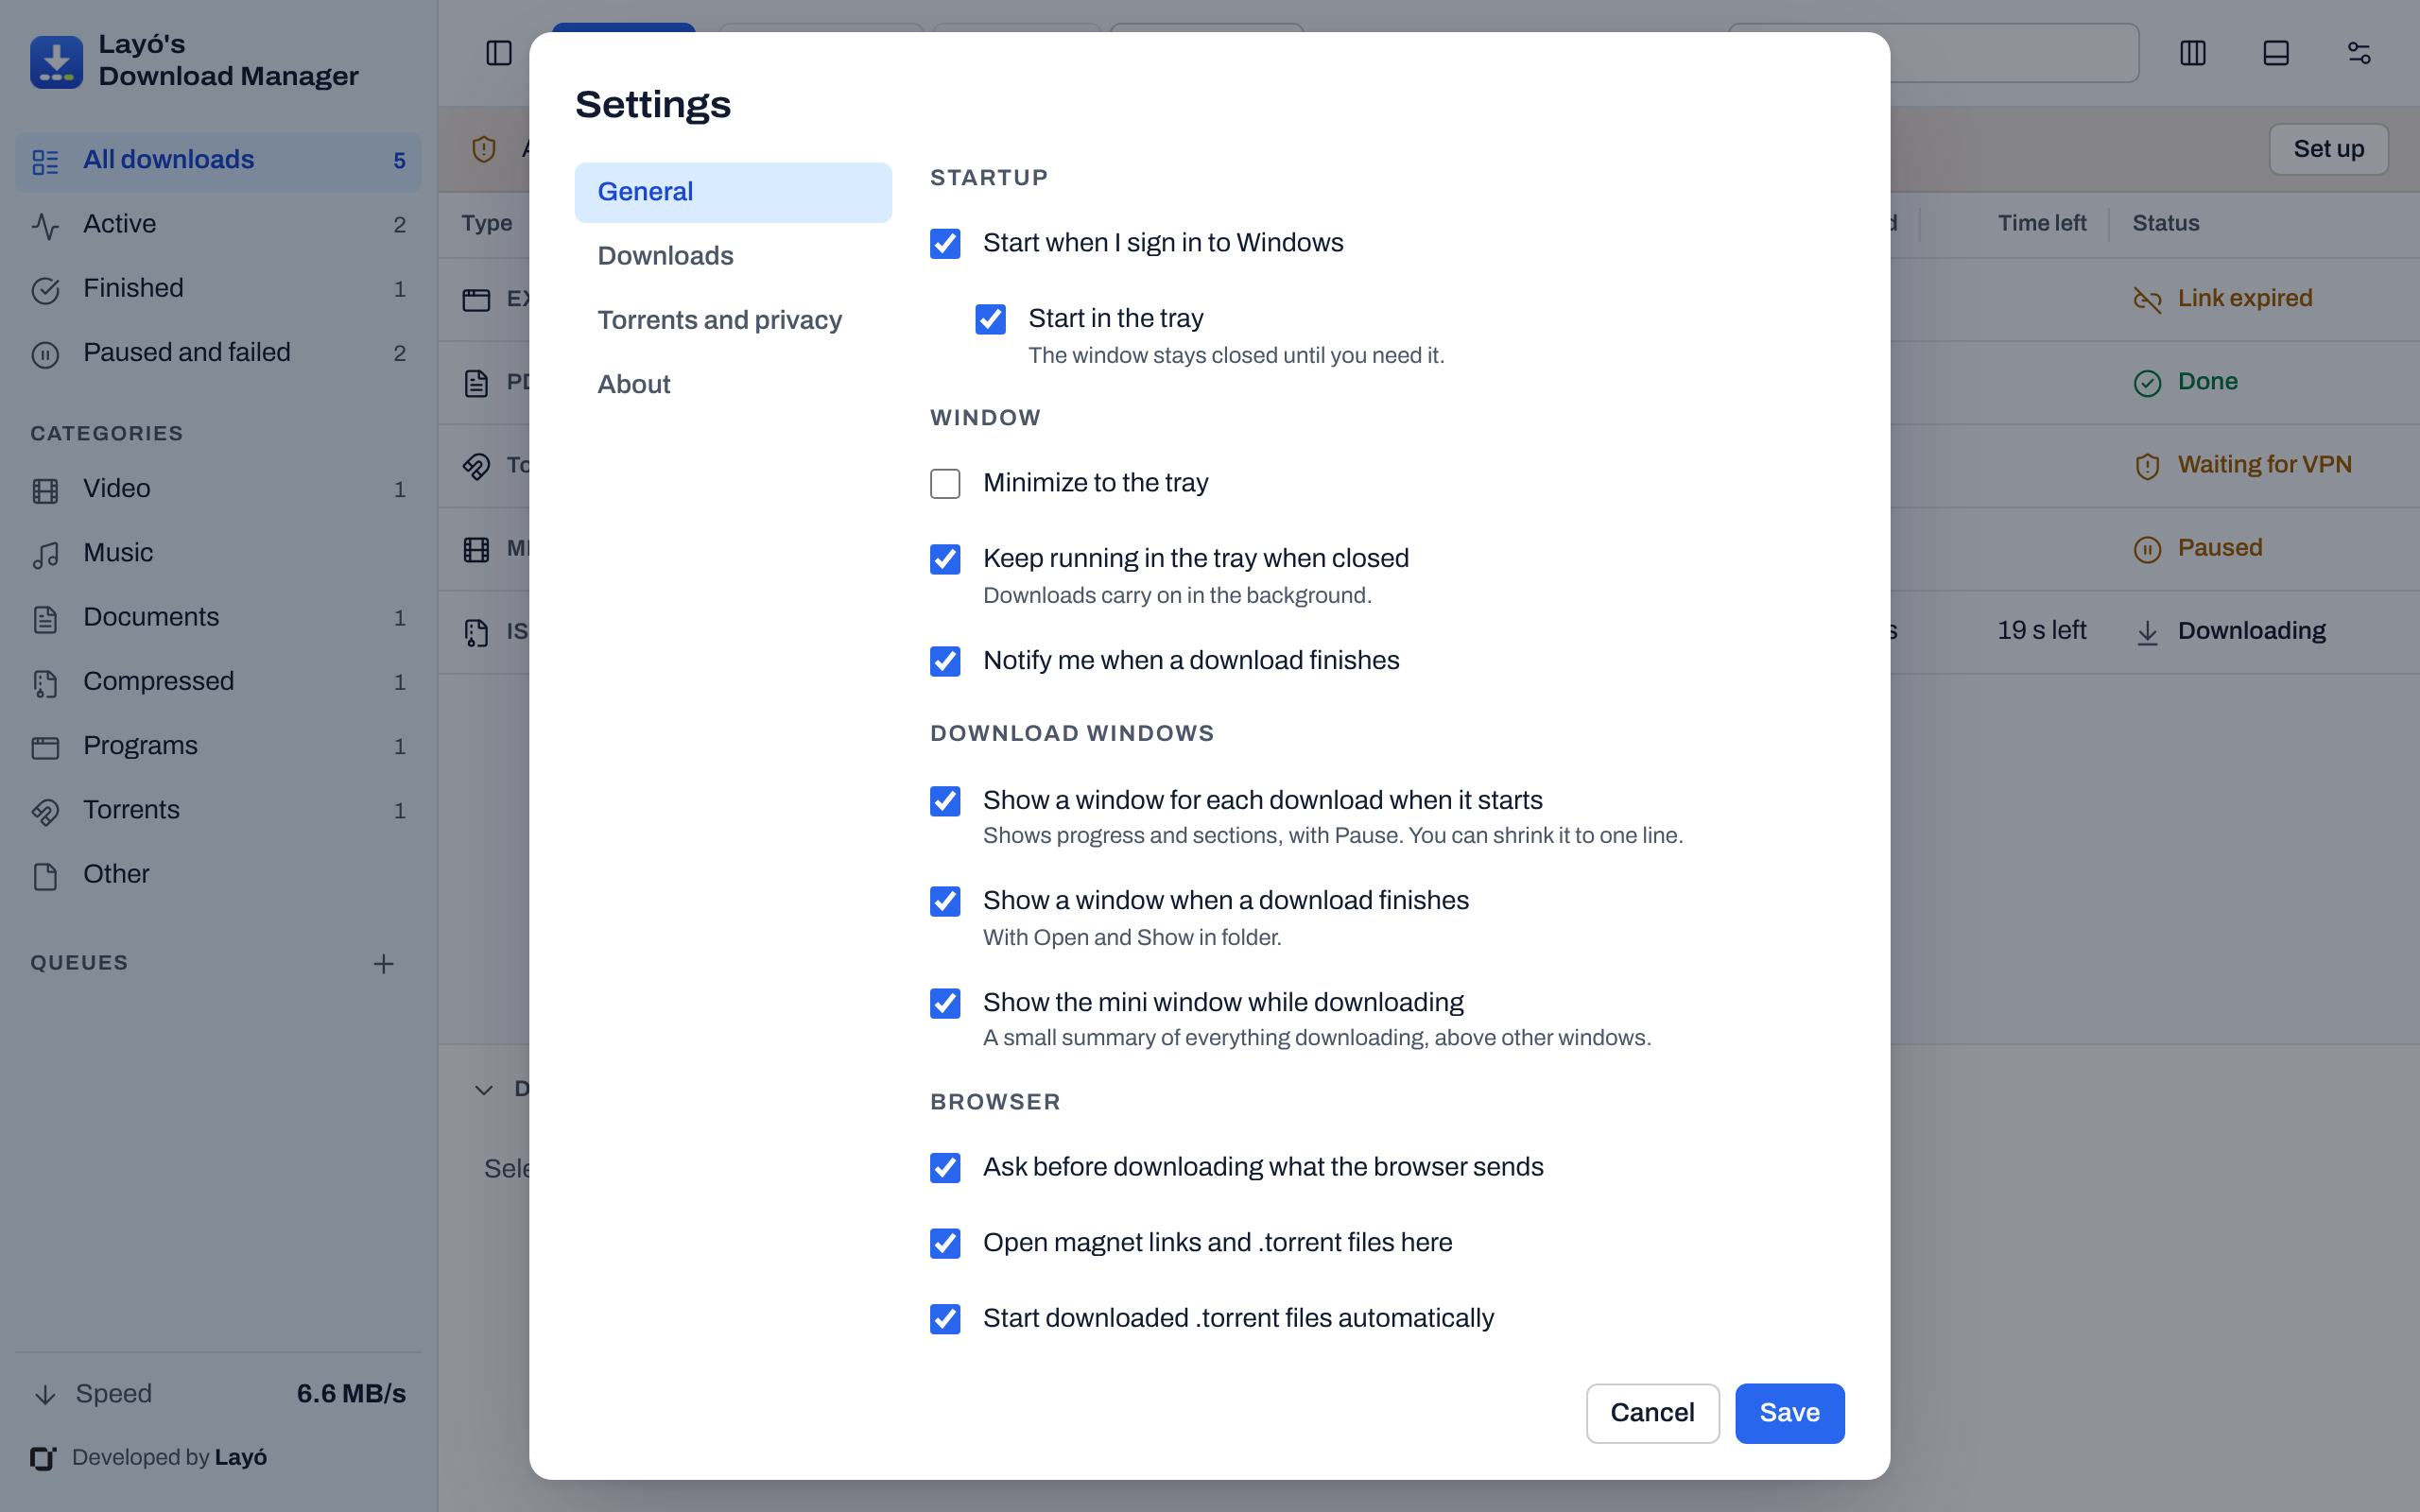 Layó's
Download Manager
All downloads 5
Active 2
Finished 1
Paused and failed 2
CATEGORIES
Video 1
Music
Documents 1
Compressed 1
Programs 1
Torrents 1
Other
QUEUES
Speed 6.6 MB/s
Developed by Layó
Settings
General
Downloads
Torrents and privacy
About
STARTUP
Start when I sign in to Windows
Start in the tray
The window stays closed until you need it.
WINDOW
Minimize to the tray
Keep running in the tray when closed
Downloads carry on in the background.
Notify me when a download finishes
DOWNLOAD WINDOWS
Show a window for each download when it starts
Shows progress and sections, with Pause. You can shrink it to one line.
Show a window when a download finishes
With Open and Show in folder.
Show the mini window while downloading
A small summary of everything downloading, above other windows.
BROWSER
Ask before downloading what the browser sends
Open magnet links and .torrent files here
Start downloaded .torrent files automatically
Cancel Save
Set up
Type Time left Status
Link expired
Done
Waiting for VPN
Paused
19 s left Downloading